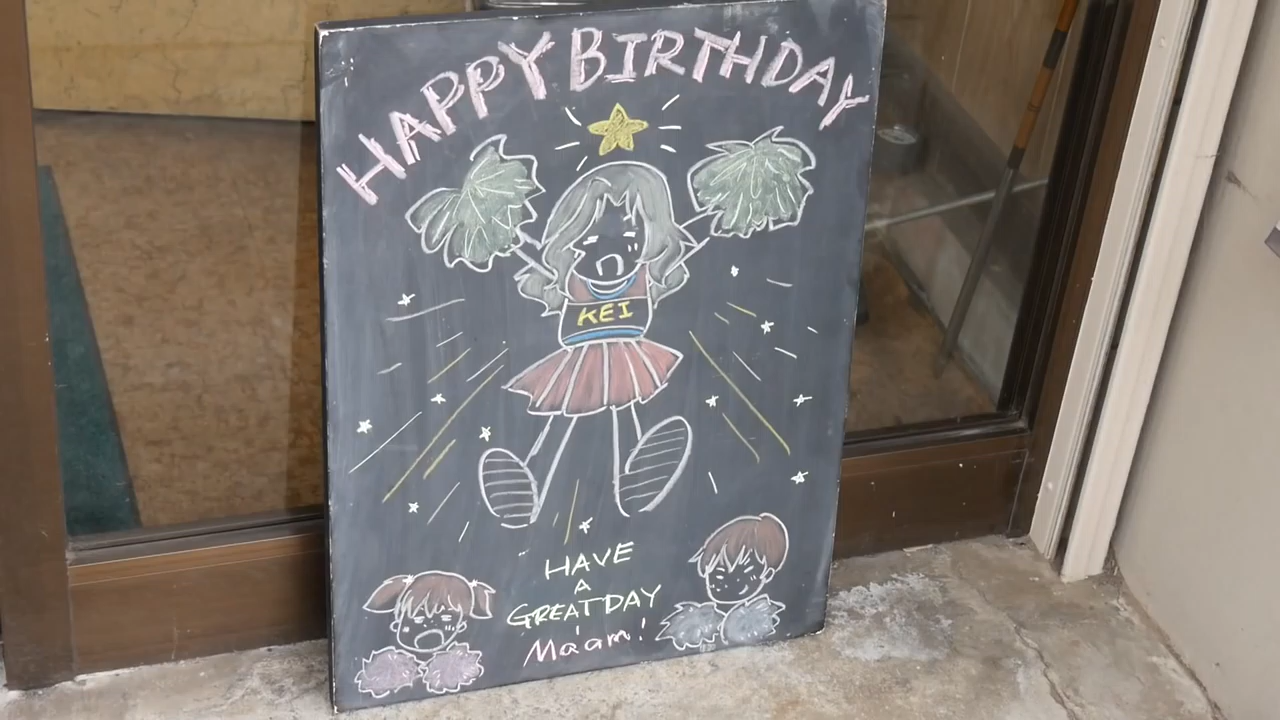 HAPPY BIRTHDAY
KEI
HAVE
A
GREAT DAY
Ma'am!